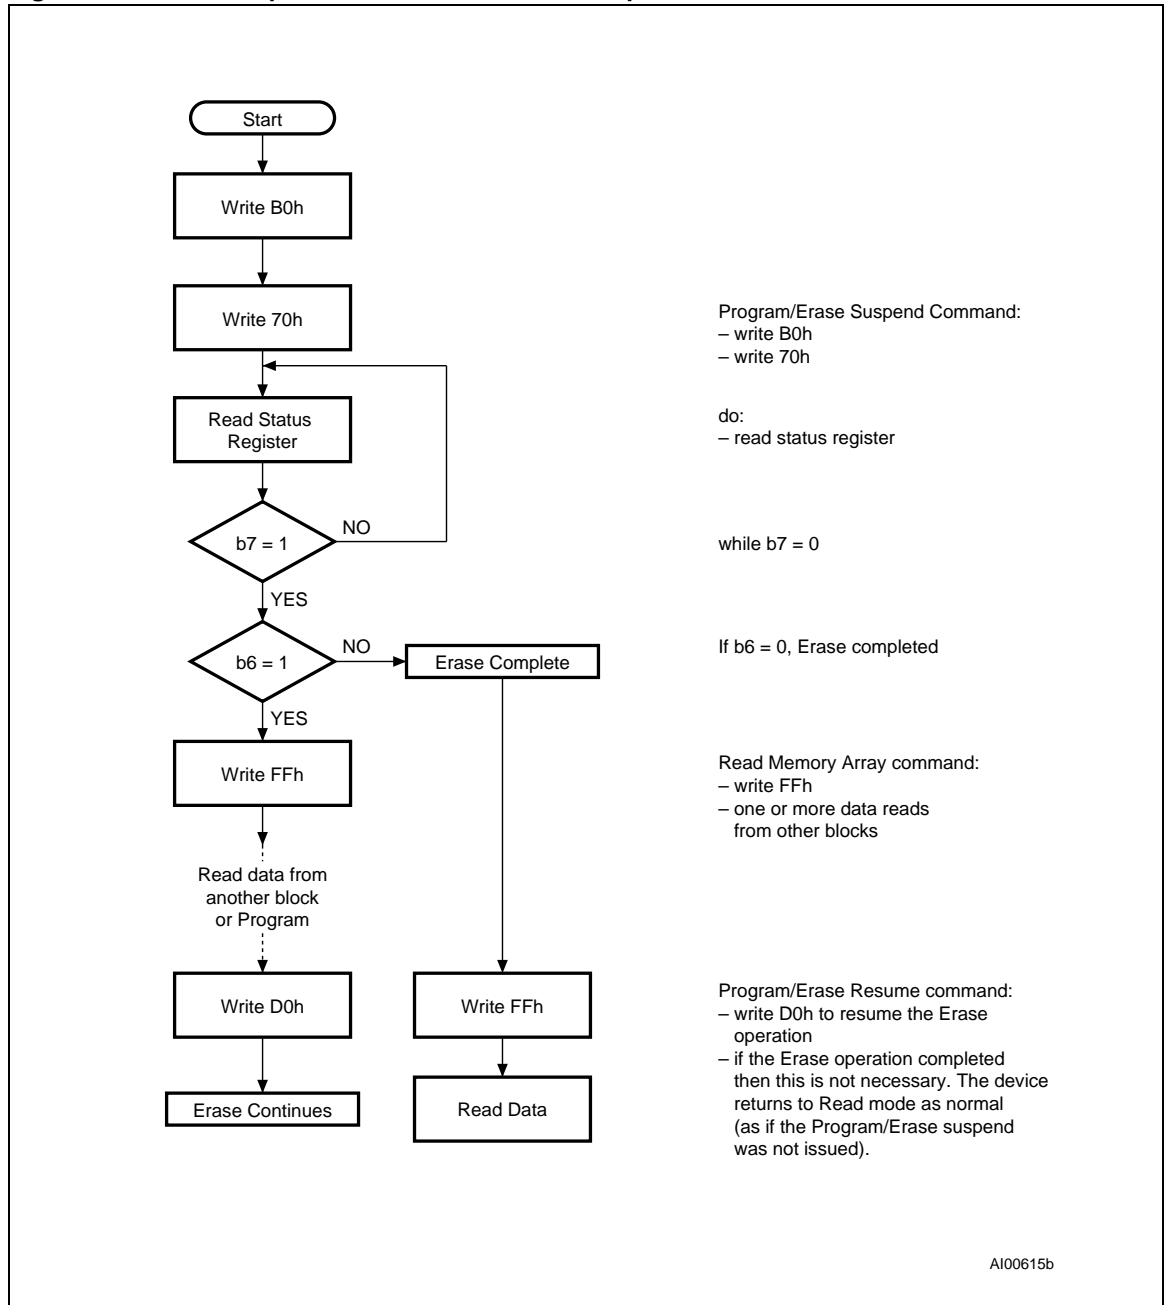 Start
Write B0h
Write 70h
Program/Erase Suspend Command:
– write B0h
– write 70h
Read Status
Register
do:
– read status register
b7 = 1
NO
while b7 = 0
YES
b6 = 1
NO
Erase Complete
If b6 = 0, Erase completed
YES
Write FFh
Read Memory Array command:
– write FFh
– one or more data reads
from other blocks
Read data from
another block
or Program
Write D0h
Write FFh
Program/Erase Resume command:
– write D0h to resume the Erase
operation
– if the Erase operation completed
then this is not necessary. The device
returns to Read mode as normal
(as if the Program/Erase suspend
was not issued).
Erase Continues
Read Data
AI00615b